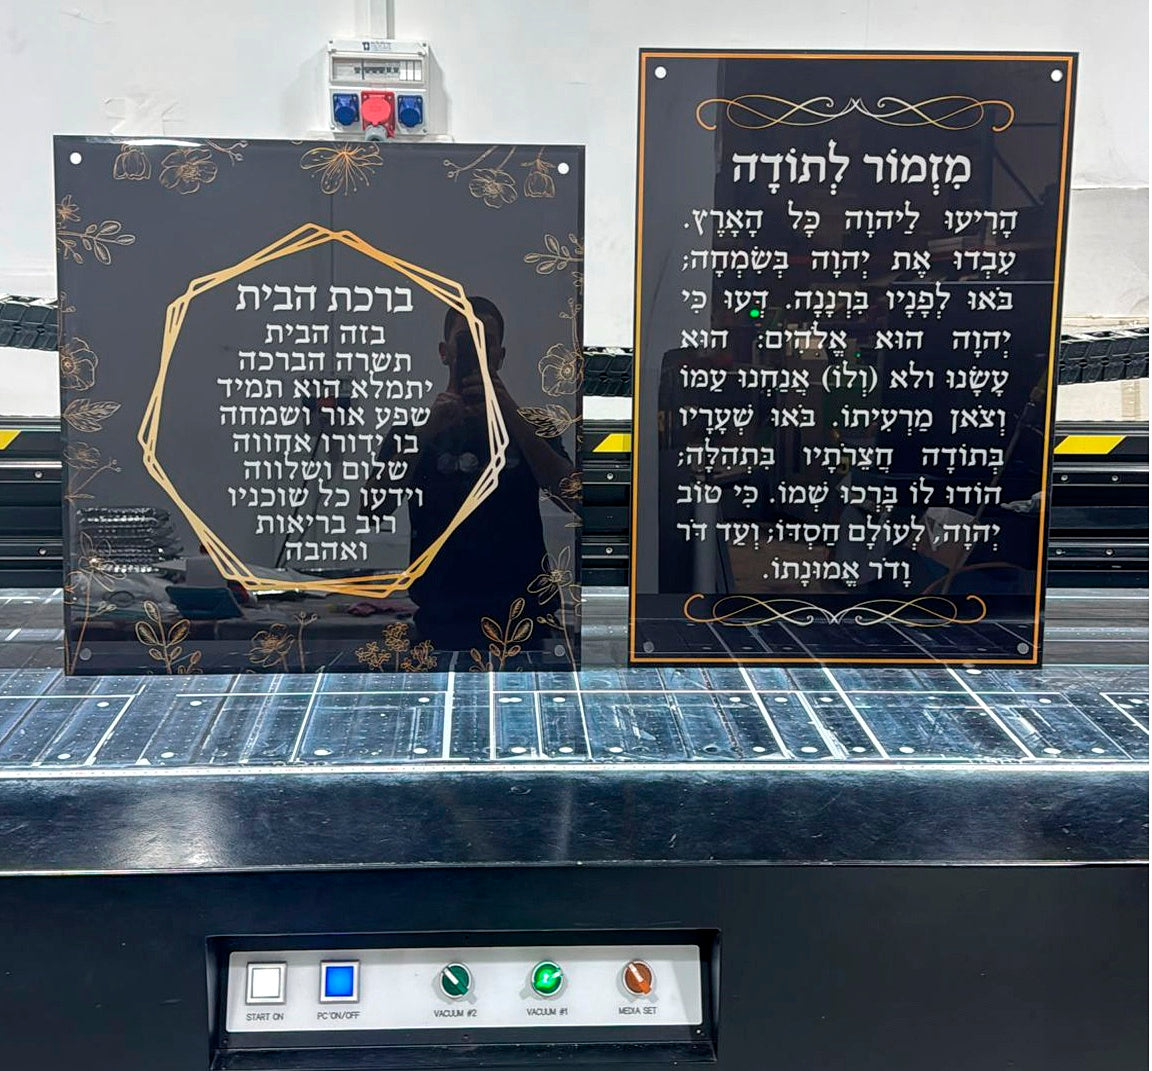 ברכת הבית
בזה הבית
תשרה הברכה
יתמלא הוא תמיד
שפע אור ושמחה
בו ידורו אחווה
שלום ושלווה
וידעו כל שוכניו
רוב בריאות
ואהבה
מִזְמוֹר לְתוֹדָה
הָרִיעוּ לַיהוָה כָּל הָאָרֶץ.
עִבְדוּ אֶת יְהוָה בְּשִׂמְחָה;
בֹּאוּ לְפָנָיו בִּרְנָנָה. דְּעוּ כִּי
יְהוָה הוּא אֱלֹהִים: הוּא
עָשָׂנוּ ולא (וְלוֹ) אֲנַחְנוּ עַמּוֹ
וְצֹאן מַרְעִיתוֹ. בֹּאוּ שְׁעָרָיו
בְּתוֹדָה חֲצֵרֹתָיו בִּתְהִלָּה;
הוֹדוּ לוֹ בָּרְכוּ שְׁמוֹ. כִּי טוֹב
יְהוָה, לְעוֹלָם חַסְדּוֹ; וְעַד דֹּר
וָדֹר אֱמוּנָתוֹ.
START ON
PC ON/OFF
VACUUM #2
VACUUM #1
MEDIA SET